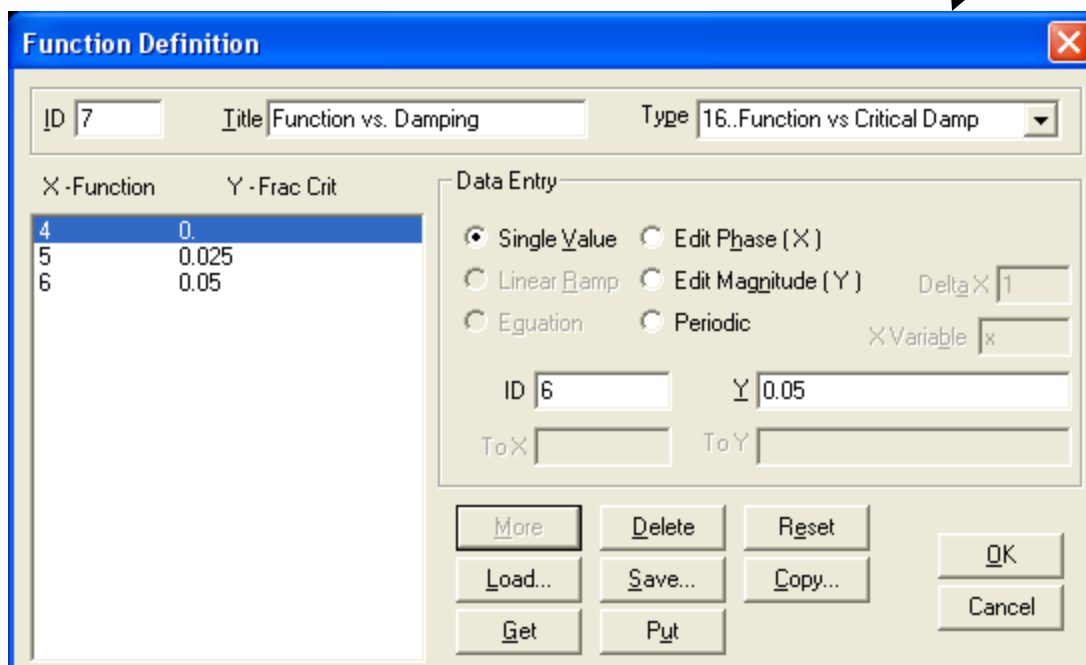 Function Definition
ID 7 Title Function vs. Damping Type 16..Function vs Critical Damp
X -Function Y - Frac Crit
4 0.
5 0.025
6 0.05
Data Entry
Single Value Edit Phase ( X )
Linear Ramp Edit Magnitude ( Y ) Delta X 1
Equation Periodic X Variable x
ID 6 Y 0.05
To X To Y
More Delete Reset
Load... Save... Copy...
Get Put
OK
Cancel